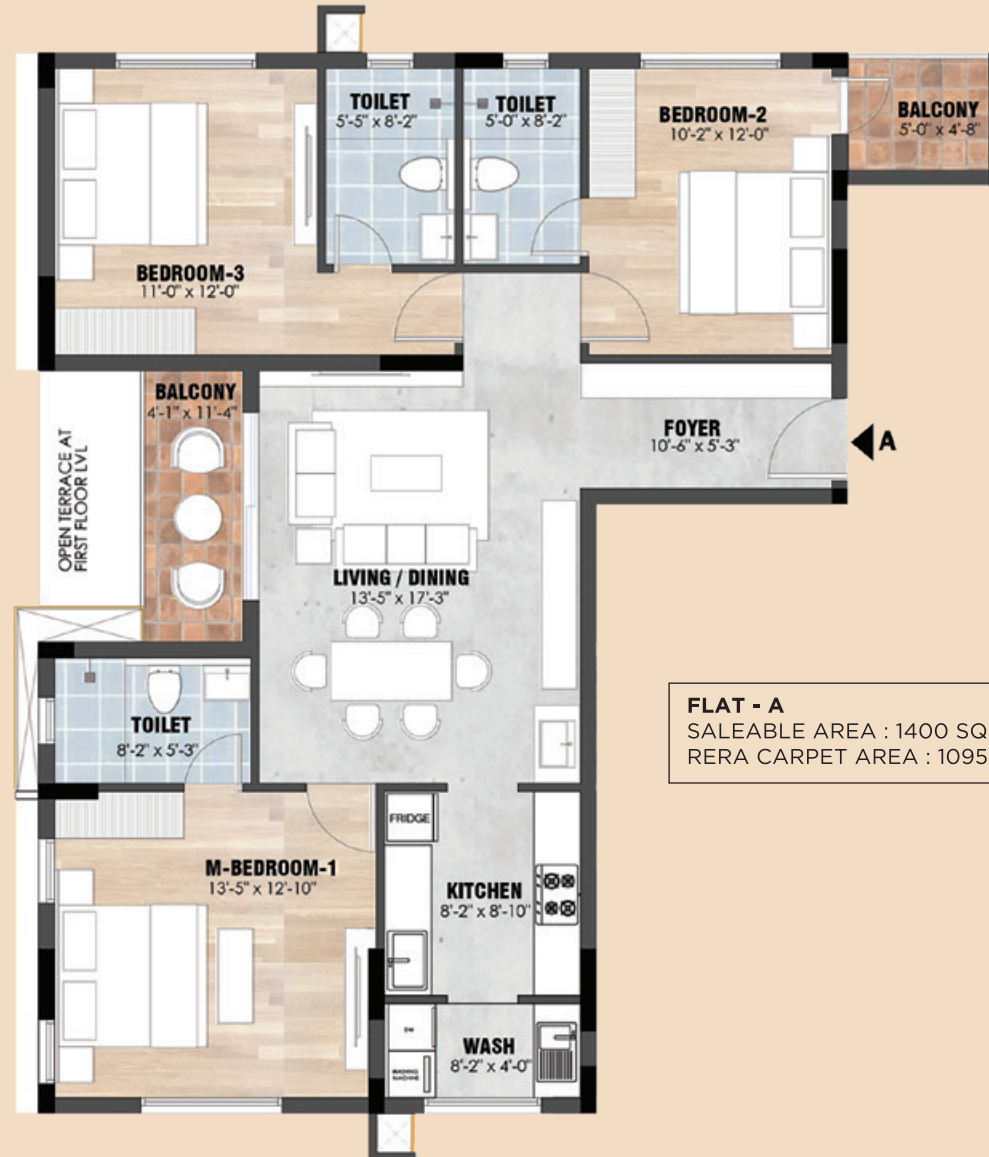 TOILET
5'-5" x 8'-2"
TOILET
5'-0" x 8'-2"
BEDROOM-2
10'-2" x 12'-0"
BALCONY
5'-0" x 4'-8"
BEDROOM-3
11'-0" x 12'-0"
BALCONY
4'-1" x 11'-4"
OPEN TERRACE AT
FIRST FLOOR LVL
FOYER
10'-6" x 5'-3"
A
LIVING / DINING
13'-5" x 17'-3"
TOILET
8'-2" x 5'-3"
FLAT - A
SALEABLE AREA : 1400 SQ
RERA CARPET AREA : 1095
FRIDGE
M-BEDROOM-1
13'-5" x 12'-10"
KITCHEN
8'-2" x 8'-10"
WASH
8'-2" x 4'-0"
WASHING
MACHINE